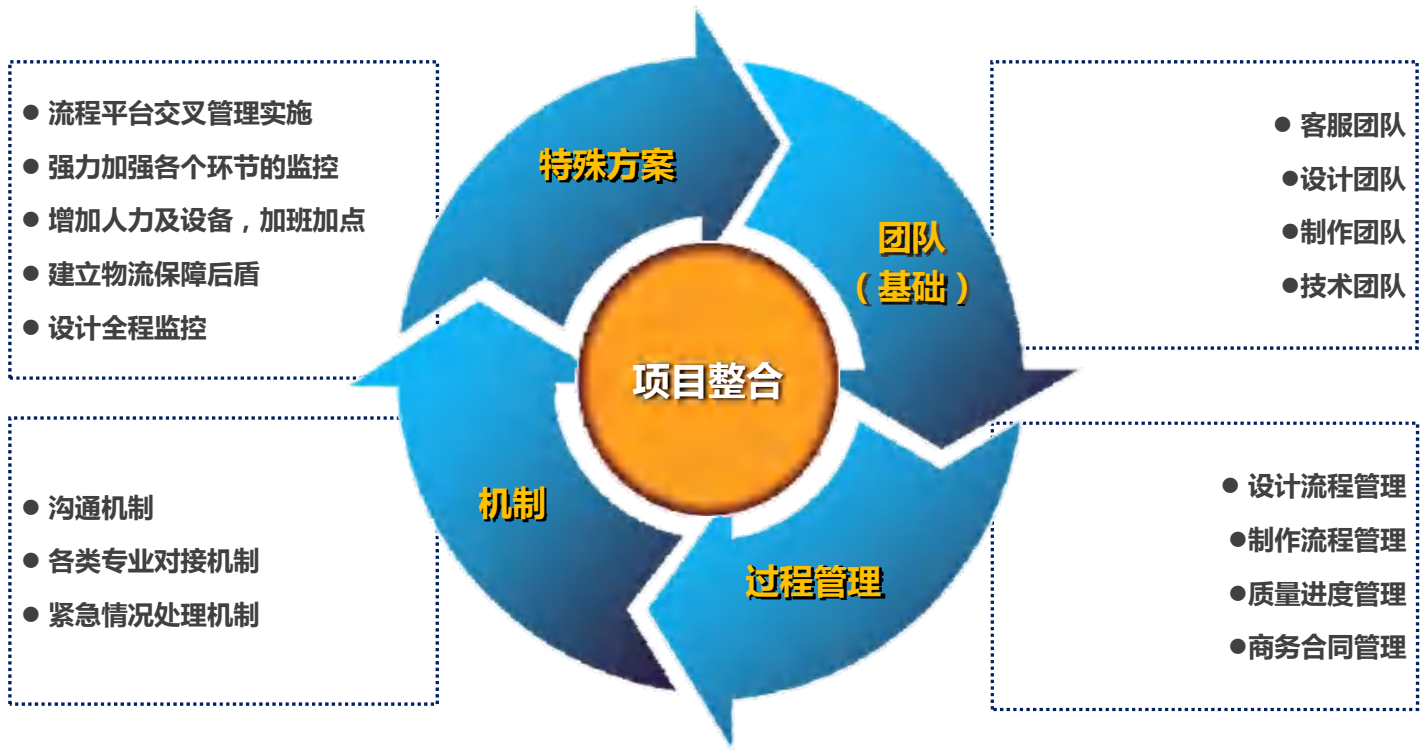 ● 流程平台交叉管理实施
● 强力加强各个环节的监控
● 增加人力及设备，加班加点
● 建立物流保障后盾
● 设计全程监控
特殊方案
团队
（基础）
● 客服团队
●设计团队
●制作团队
●技术团队
项目整合
● 沟通机制
● 各类专业对接机制
● 紧急情况处理机制
机制
过程管理
● 设计流程管理
●制作流程管理
●质量进度管理
●商务合同管理